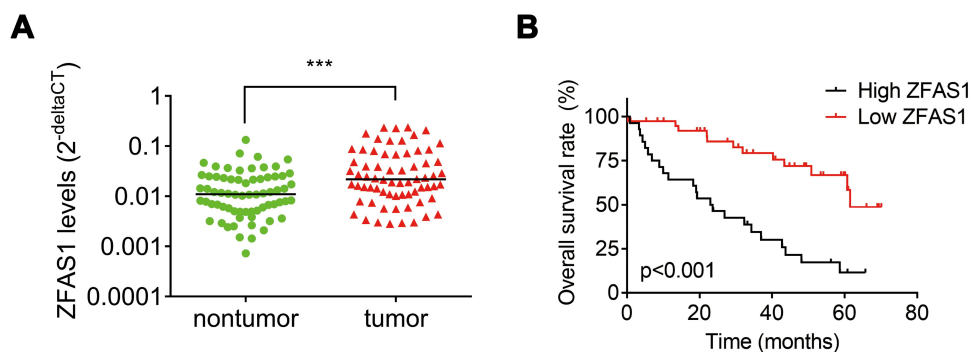 A
ZFAS1 levels (2^-deltaCT)
1
0.1
0.01
0.001
0.0001
***
nontumor
tumor
B
Overall survival rate (%)
100
75
50
25
0
High ZFAS1
Low ZFAS1
p<0.001
0 20 40 60 80
Time (months)